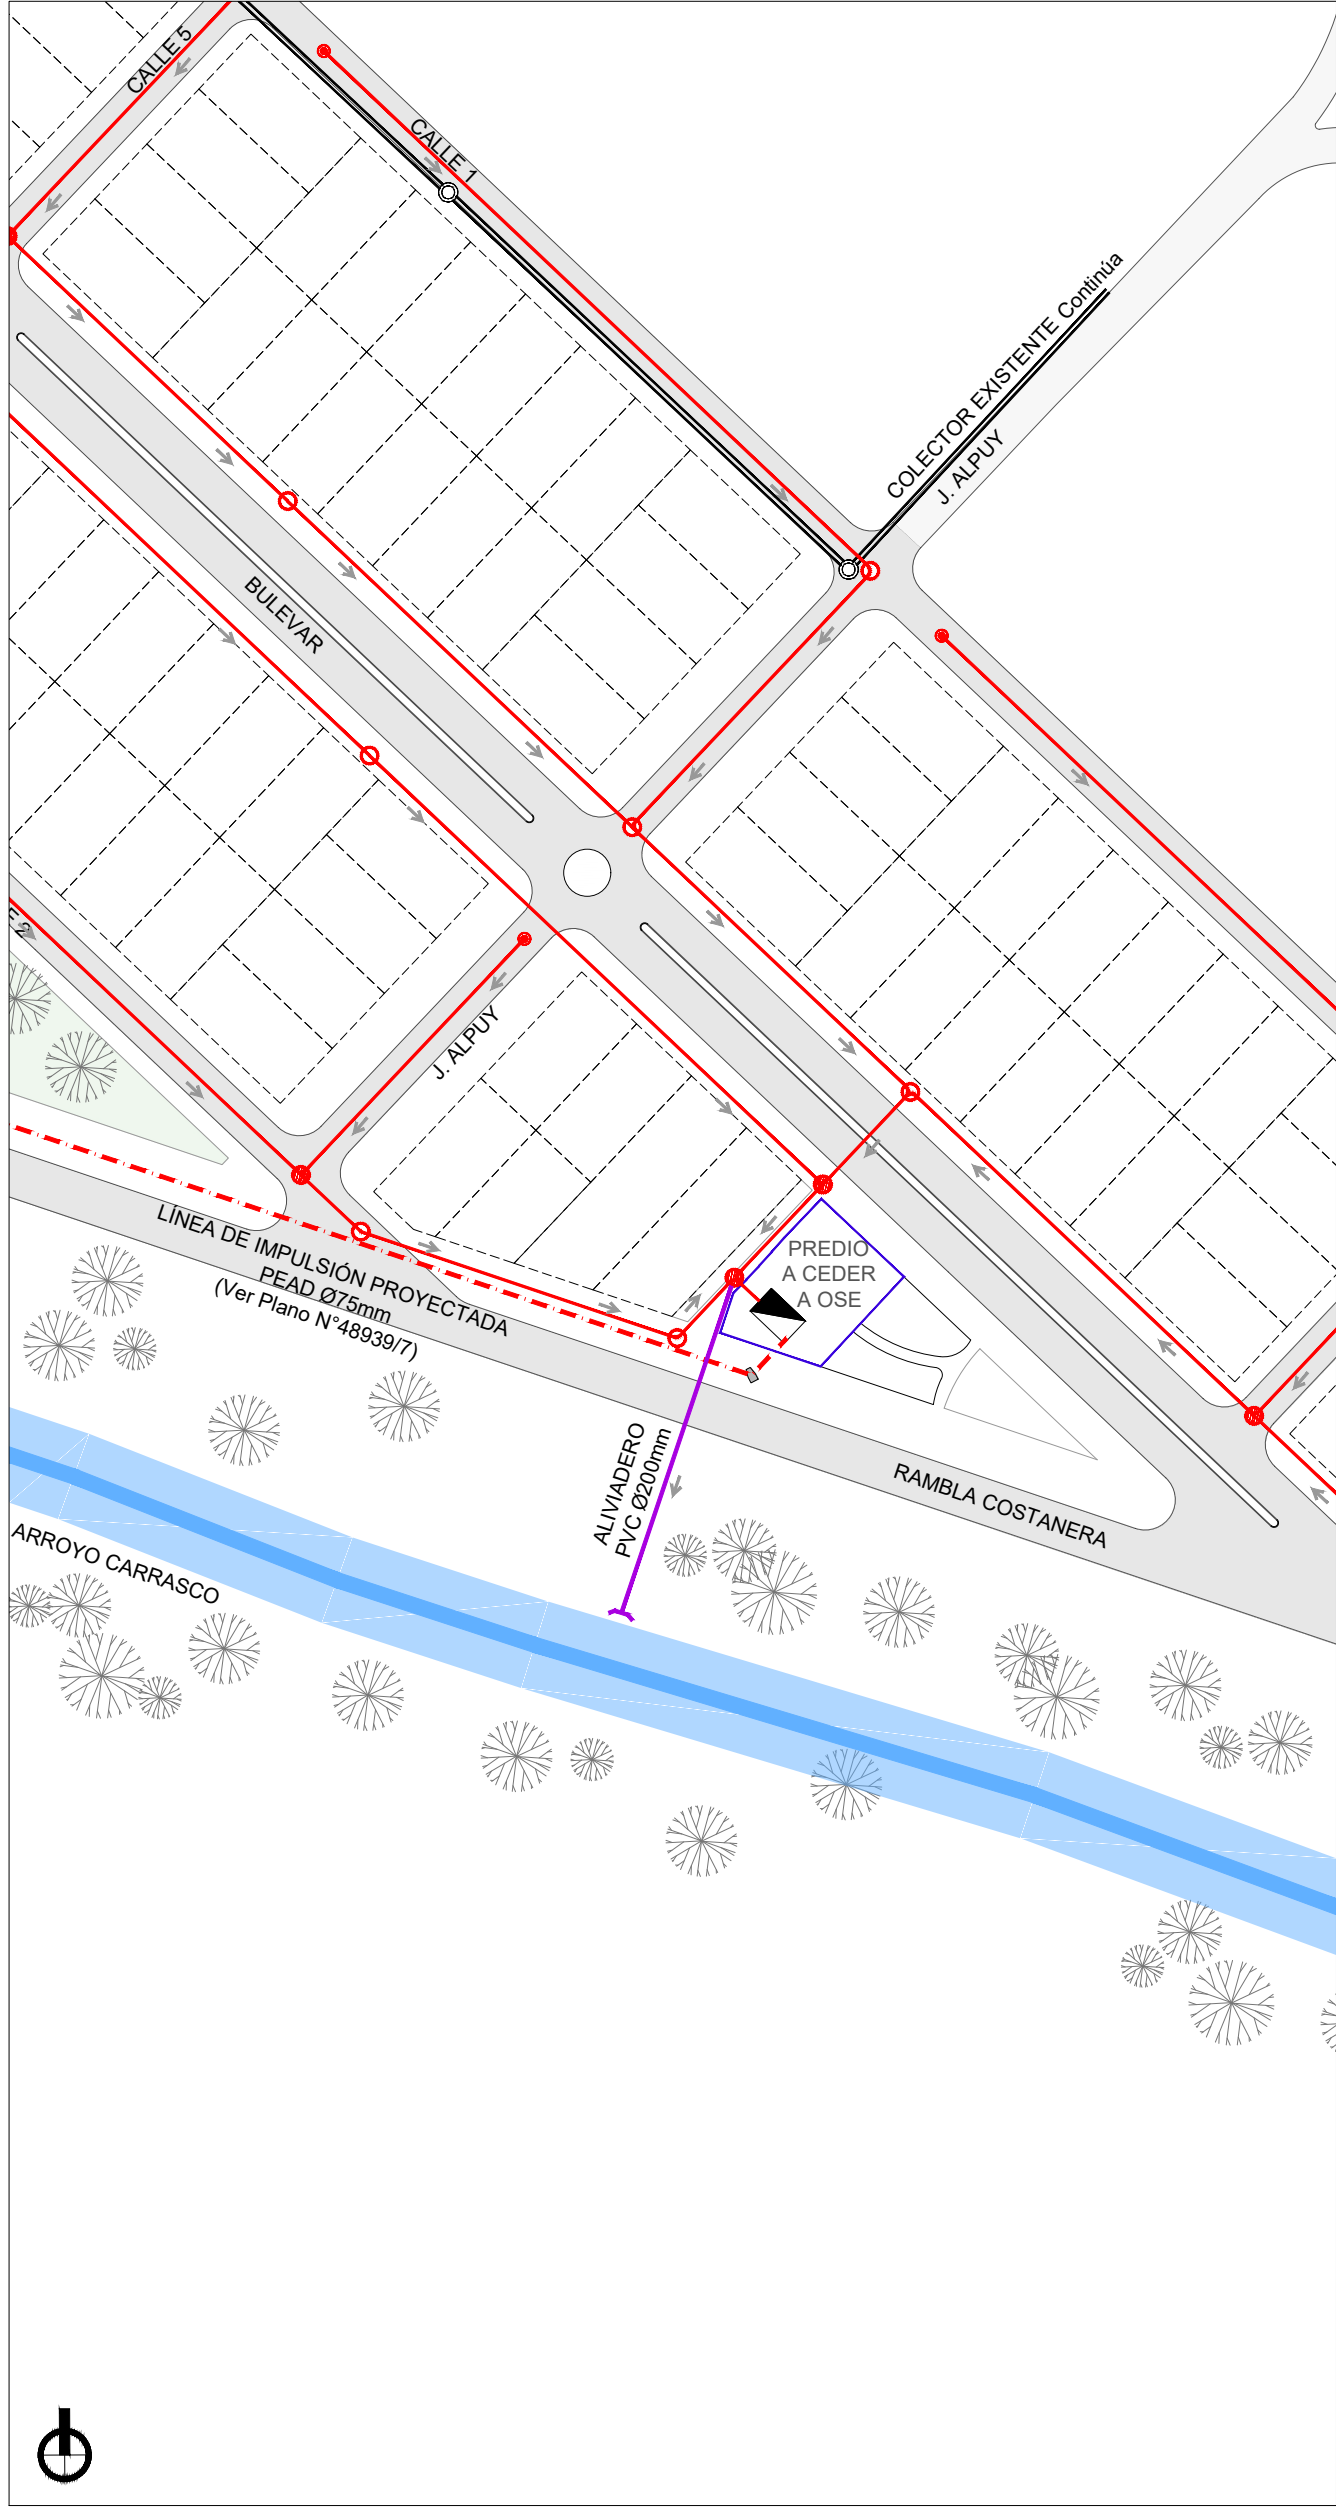 CALLE 5
CALLE 1
COLECTOR EXISTENTE Continúa
J. ALPUY
BULEVAR
J. ALPUY
LÍNEA DE IMPULSIÓN PROYECTADA
PEAD Ø75mm
(Ver Plano N°48939/7)
PREDIO
A CEDER
A OSE
ALIVIADERO
PVC Ø200mm
RAMBLA COSTANERA
ARROYO CARRASCO